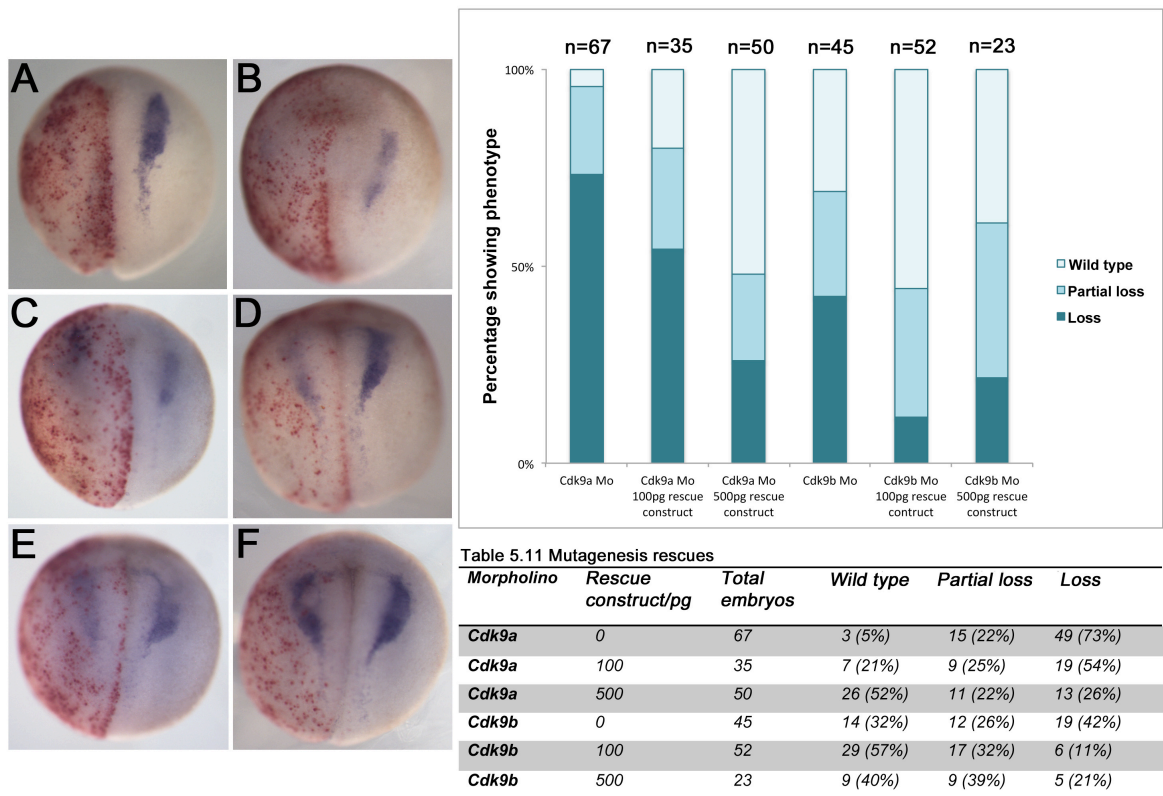 A
B
C
D
E
F
n=67 n=35 n=50 n=45 n=52 n=23
100%
50%
0%
Percentage showing phenotype
Cdk9a Mo
Cdk9a Mo
100pg rescue
construct
Cdk9a Mo
500pg rescue
construct
Cdk9b Mo
Cdk9b Mo
100pg rescue
contruct
Cdk9b Mo
500pg rescue
construct
Wild type
Partial loss
Loss
Table 5.11 Mutagenesis rescues
Morpholino Rescue construct/pg Total embryos Wild type Partial loss Loss
Cdk9a 0 67 3 (5%) 15 (22%) 49 (73%)
Cdk9a 100 35 7 (21%) 9 (25%) 19 (54%)
Cdk9a 500 50 26 (52%) 11 (22%) 13 (26%)
Cdk9b 0 45 14 (32%) 12 (26%) 19 (42%)
Cdk9b 100 52 29 (57%) 17 (32%) 6 (11%)
Cdk9b 500 23 9 (40%) 9 (39%) 5 (21%)